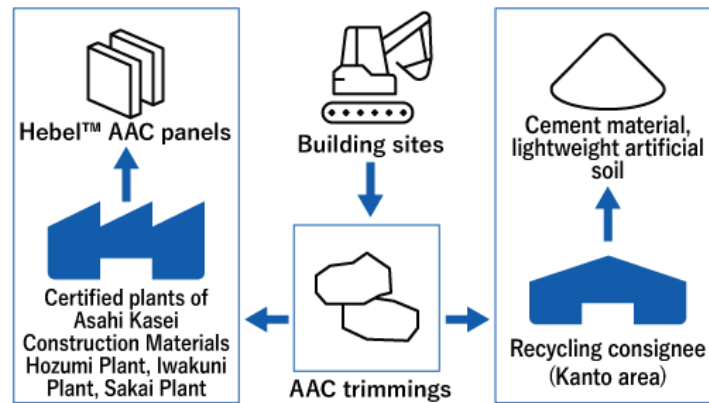 Hebel™ AAC panels
Certified plants of
Asahi Kasei
Construction Materials
Hozumi Plant, Iwakuni
Plant, Sakai Plant
Building sites
AAC trimmings
Cement material,
lightweight artificial
soil
Recycling consignee
(Kanto area)